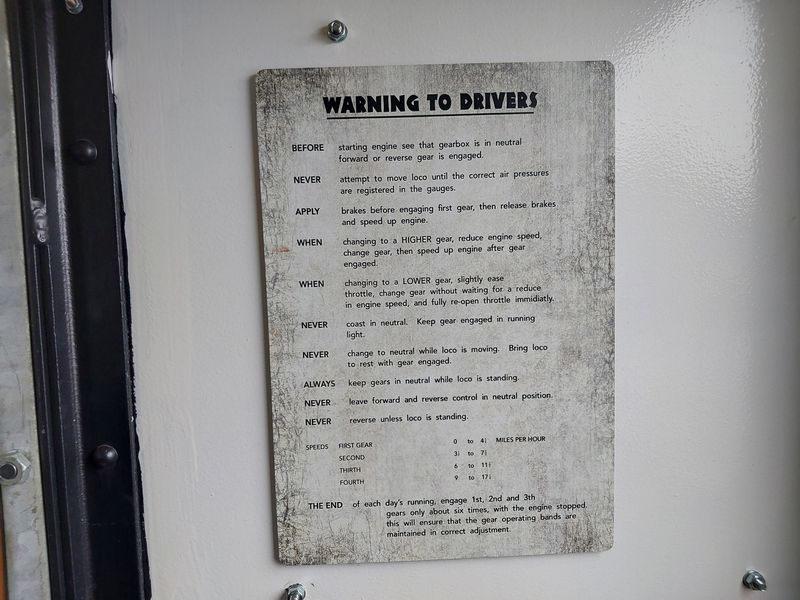 WARNING TO DRIVERS
BEFORE starting engine see that gearbox is in neutral
forward or reverse gear is engaged.
NEVER attempt to move loco until the correct air pressures
are registered in the gauges.
APPLY brakes before engaging first gear, then release brakes
and speed up engine.
WHEN changing to a HIGHER gear, reduce engine speed,
change gear, then speed up engine after gear
engaged.
WHEN changing to a LOWER gear, slightly ease
throttle, change gear without waiting for a reduce
in engine speed, and fully re-open throttle immidiatly.
NEVER coast in neutral. Keep gear engaged in running
light.
NEVER change to neutral while loco is moving. Bring loco
to rest with gear engaged.
ALWAYS keep gears in neutral while loco is standing.
NEVER leave forward and reverse control in neutral position.
NEVER reverse unless loco is standing.
SPEEDS FIRST GEAR 0 to 4i MILES PER HOUR
SECOND 3i to 7i
THIRTH 6 to 11i
FOURTH 9 to 17i
THE END of each day's running, engage 1st, 2nd and 3th
gears only about six times, with the engine stopped.
this will ensure that the gear operating bands are
maintained in correct adjustment.